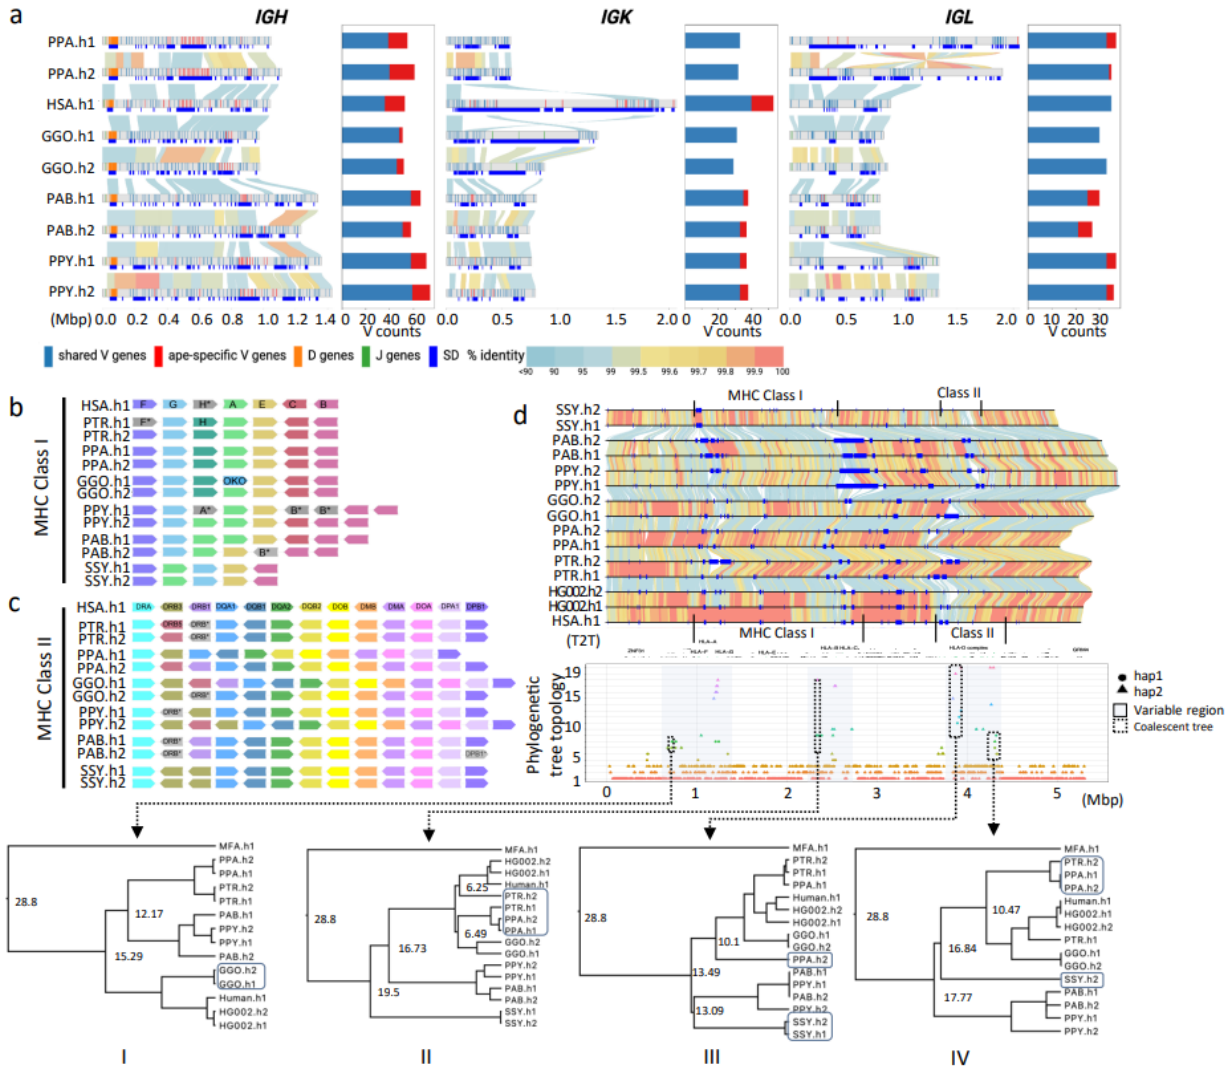 a
IGH
IGK
IGL
PPA.h1
PPA.h2
HSA.h1
GGO.h1
GGO.h2
PAB.h1
PAB.h2
PPY.h1
PPY.h2
(Mbp)
0.0 0.2 0.4 0.6 0.8 1.0 1.2 1.4
0 20 40 60
V counts
0.0 0.5 1.0 1.5 2.0
0 20 40
V counts
0.0 0.5 1.0 1.5 2.0
0 10 20 30
V counts
shared V genes ape-specific V genes D genes J genes SD % identity
<90 90 95 99 99.5 99.6 99.7 99.8 99.9 100
b
MHC Class I
HSA.h1 F G H* A E C B
PTR.h1 F* H
PTR.h2
PPA.h1
PPA.h2
GGO.h1 OKO
GGO.h2
PPY.h1 A* B* B*
PPY.h2
PAB.h1
PAB.h2 B*
SSY.h1
SSY.h2
c
MHC Class II
HSA.h1 DRA DRB3 DRB1 DQA1 DQB1 DQA2 DQB2 DOB DMB DMA DOA DPA1 DPB1
PTR.h1 DRB5 DRB*
PTR.h2 DRB*
PPA.h1
PPA.h2
GGO.h1
GGO.h2 DRB*
PPY.h1 DRB*
PPY.h2
PAB.h1 DRB*
PAB.h2 DRB* DPB1*
SSY.h1
SSY.h2
d
MHC Class I Class II
SSY.h2
SSY.h1
PAB.h2
PAB.h1
PPY.h2
PPY.h1
GGO.h2
GGO.h1
PPA.h2
PPA.h1
PTR.h2
PTR.h1
HG002.h2
HG002.h1
HSA.h1
(T2T)
MHC Class I Class II
HLA-A
HLA-F HLA-E HLA-B HLA-C
Phylogenetic
tree topology
19
15
10
5
1
0 1 2 3 4 5 (Mbp)
hap1
hap2
Variable region
Coalescent tree
MFA.h1
PPA.h2
PPA.h1
PTR.h2
PTR.h1
PAB.h1
PPY.h2
PPY.h1
PAB.h2
GGO.h2
GGO.h1
Human.h1
HG002.h2
HG002.h1
28.8
12.17
15.29
I
MFA.h1
HG002.h2
HG002.h1
Human.h1
PTR.h2
PTR.h1
PPA.h2
PPA.h1
GGO.h2
GGO.h1
PPY.h2
PPY.h1
PAB.h1
PAB.h2
SSY.h1
SSY.h2
6.25
28.8
6.49
16.73
19.5
II
MFA.h1
PTR.h2
PTR.h1
PPA.h1
Human.h1
HG002.h2
HG002.h1
GGO.h1
GGO.h2
PPA.h2
PAB.h1
PPY.h1
PAB.h2
PPY.h2
SSY.h2
SSY.h1
28.8
10.1
13.49
13.09
III
MFA.h1
PTR.h2
PPA.h1
PPA.h2
Human.h1
HG002.h1
HG002.h2
PTR.h1
GGO.h1
GGO.h2
SSY.h2
PAB.h1
PAB.h2
PPY.h1
PPY.h2
28.8
10.47
16.84
17.77
IV